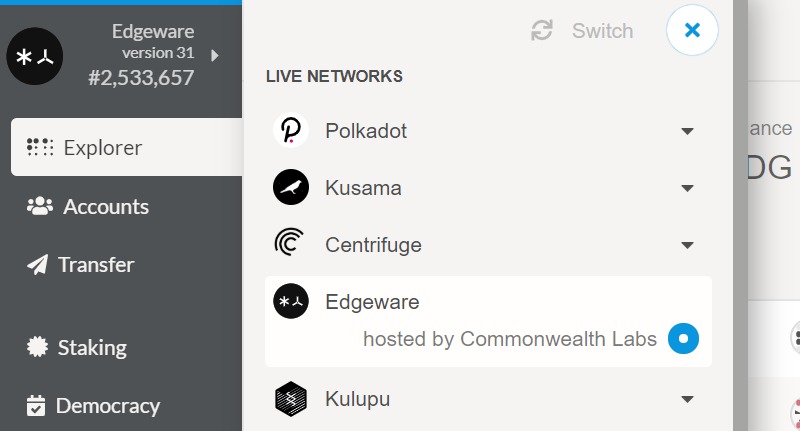 Edgeware
version 31
#2,533,657
Explorer
Accounts
Transfer
Staking
Democracy
Switch
LIVE NETWORKS
Polkadot
Kusama
Centrifuge
Edgeware
hosted by Commonwealth Labs
Kulupu
ance
DG